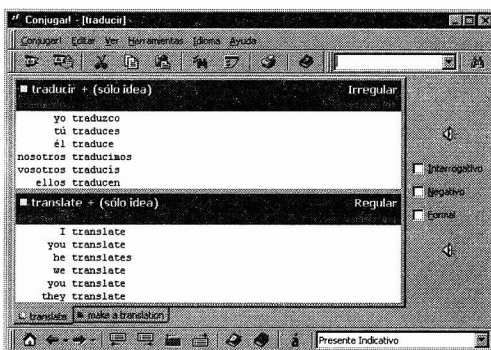 Conjugar! - [traducir]
Conjugar! Editar Ver Herramientas Idioma Ayuda
traducir + (sólo idea) Irregular
yo traduzco
tú traduces
él traduce
nosotros traducimos
vosotros traducís
ellos traducen
Interrogativo
Negativo
Formal
translate + (sólo idea) Regular
I translate
you translate
he translates
we translate
you translate
they translate
translate make a translation
Presente Indicativo